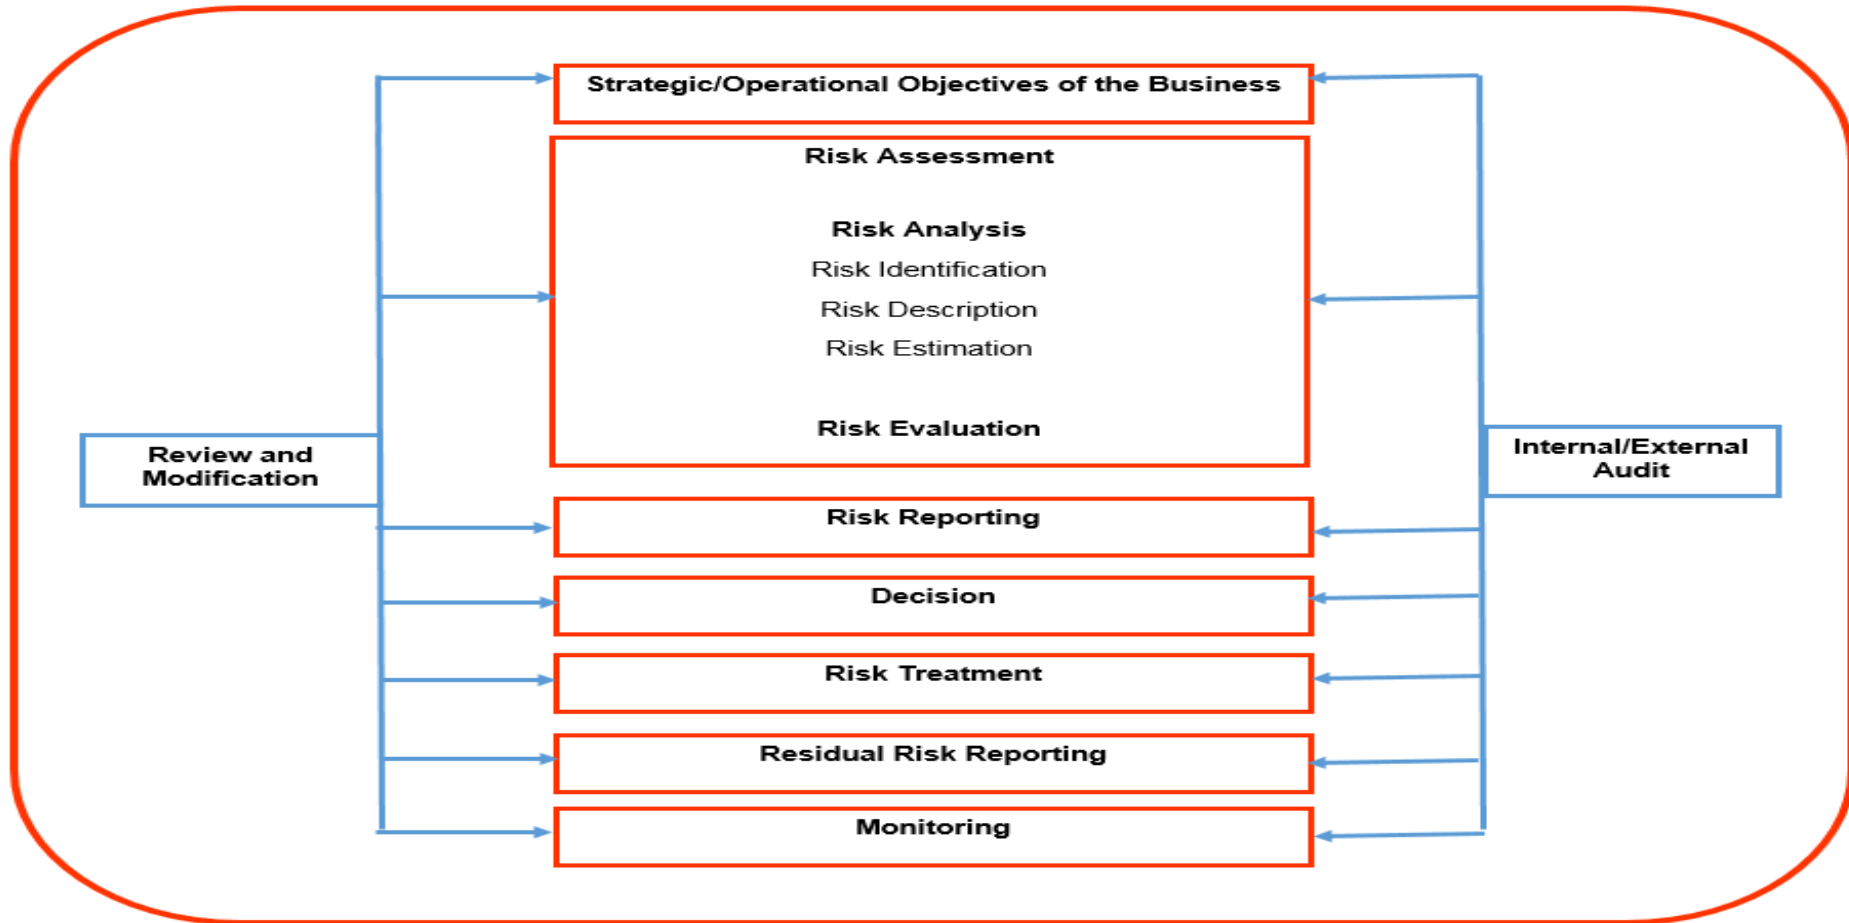 Strategic/Operational Objectives of the Business
Risk Assessment
Risk Analysis
Risk Identification
Risk Description
Risk Estimation
Risk Evaluation
Review and
Modification
Internal/External
Audit
Risk Reporting
Decision
Risk Treatment
Residual Risk Reporting
Monitoring